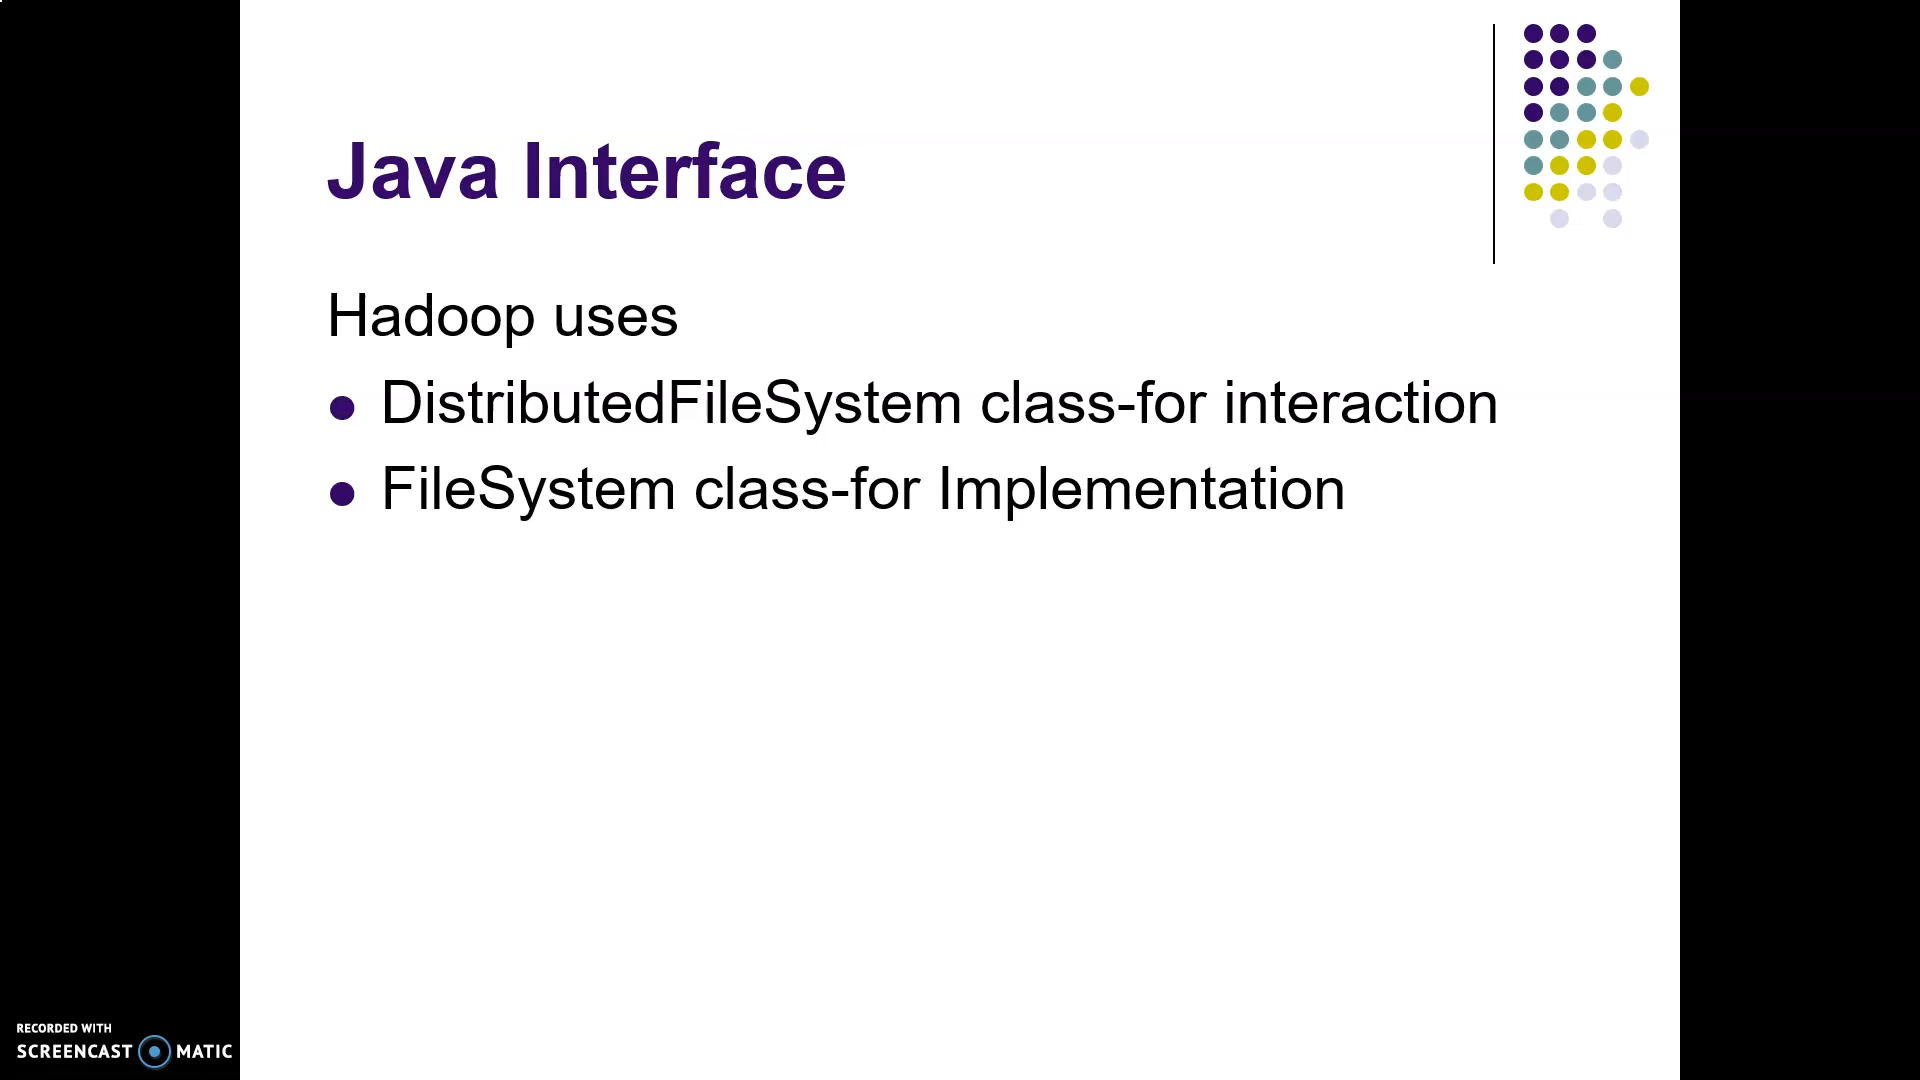 Java Interface
Hadoop uses
DistributedFileSystem class-for interaction
FileSystem class-for Implementation
RECORDED WITH
SCREENCAST MATIC